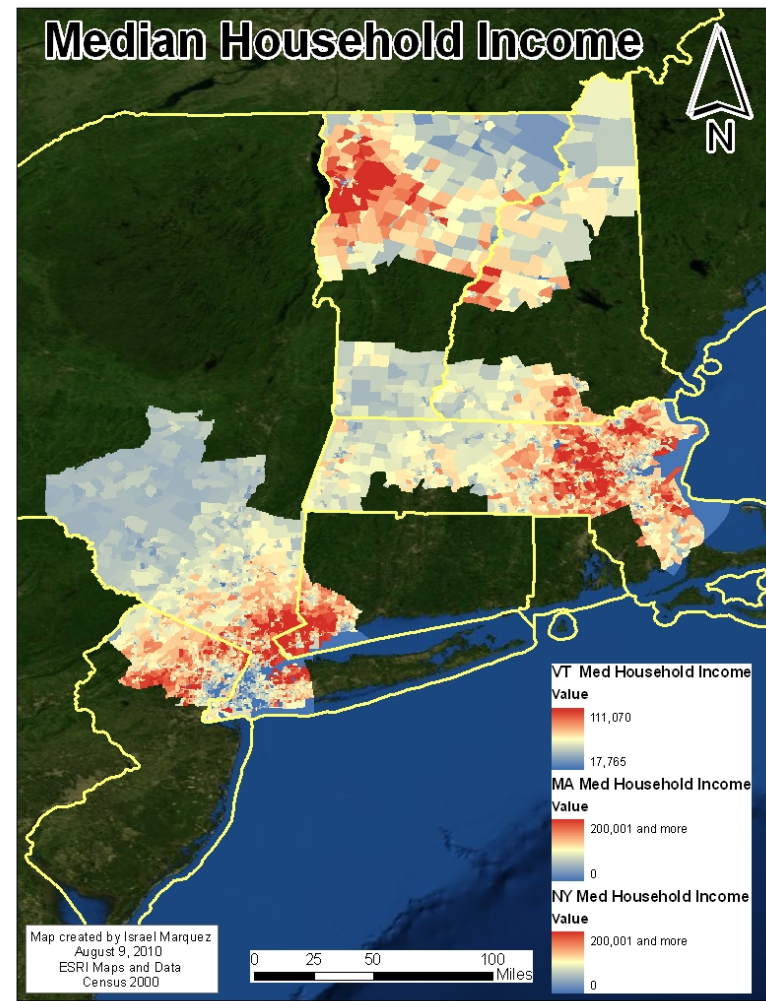 Median Household Income
N
VT Med Household Income
Value
111,070
17,765
MA Med Household Income
Value
200,001 and more
0
NY Med Household Income
Value
200,001 and more
0
Map created by Israel Marquez
August 9, 2010
ESRI Maps and Data
Census 2000
0 25 50 100
Miles